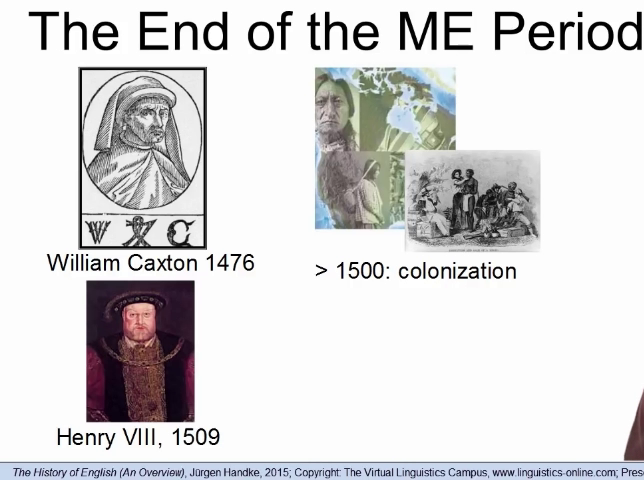 The End of the ME Period
W C
William Caxton 1476
> 1500: colonization
Henry VIII, 1509
The History of English (An Overview), Jürgen Handke, 2015; Copyright: The Virtual Linguistics Campus, www.linguistics-online.com; Pres